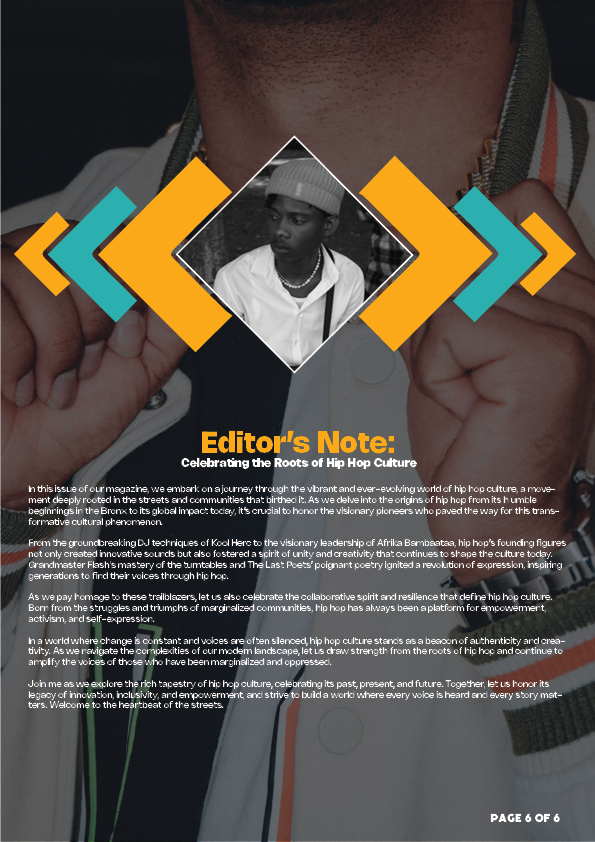 Editor's Note:
Celebrating the Roots of Hip Hop Culture
In this issue of our magazine, we embark on a journey through the vibrant and ever-evolving world of hip hop culture, a move-
ment deeply rooted in the streets and communities that birthed it. As we delve into the origins of hip hop from its humble
beginnings in the Bronx to its global impact today, it's crucial to honor the visionary pioneers who paved the way for this trans-
formative cultural phenomenon.
From the groundbreaking DJ techniques of Kool Herc to the visionary leadership of Afrika Bambaataa, hip hop's founding figures
not only created innovative sounds but also fostered a spirit of unity and creativity that continues to shape the culture today.
Grandmaster Flash's mastery of the turntables and The Last Poets' poignant poetry ignited a revolution of expression, inspiring
generations to find their voices through hip hop.
As we pay homage to these trailblazers, let us also celebrate the collaborative spirit and resilience that define hip hop culture.
Born from the struggles and triumphs of marginalized communities, hip hop has always been a platform for empowerment,
activism, and self-expression.
In a world where change is constant and voices are often silenced, hip hop culture stands as a beacon of authenticity and crea-
tivity. As we navigate the complexities of our modern landscape, let us draw strength from the roots of hip hop and continue to
amplify the voices of those who have been marginalized and oppressed.
Join me as we explore the rich tapestry of hip hop culture, celebrating its past, present, and future. Together, let us honor its
legacy of innovation, inclusivity, and empowerment, and strive to build a world where every voice is heard and every story mat-
ters. Welcome to the heartbeat of the streets.
PAGE 6 OF 6